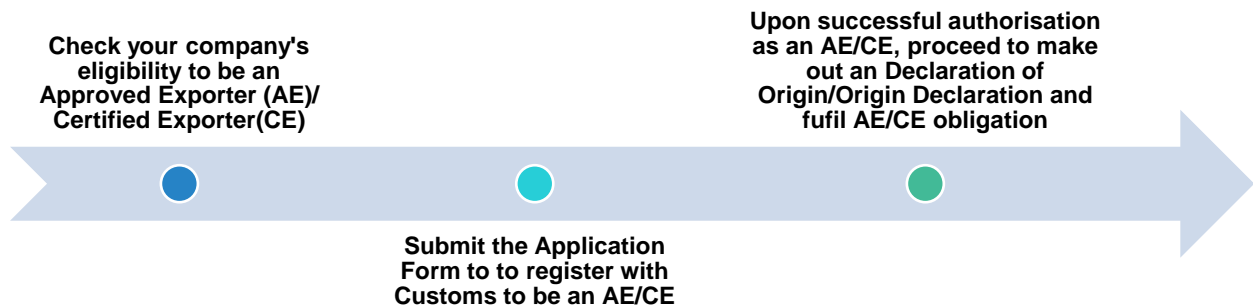 Check your company's
eligibility to be an
Approved Exporter (AE)/
Certified Exporter(CE)
Submit the Application
Form to to register with
Customs to be an AE/CE
Upon successful authorisation
as an AE/CE, proceed to make
out an Declaration of
Origin/Origin Declaration and
fufil AE/CE obligation